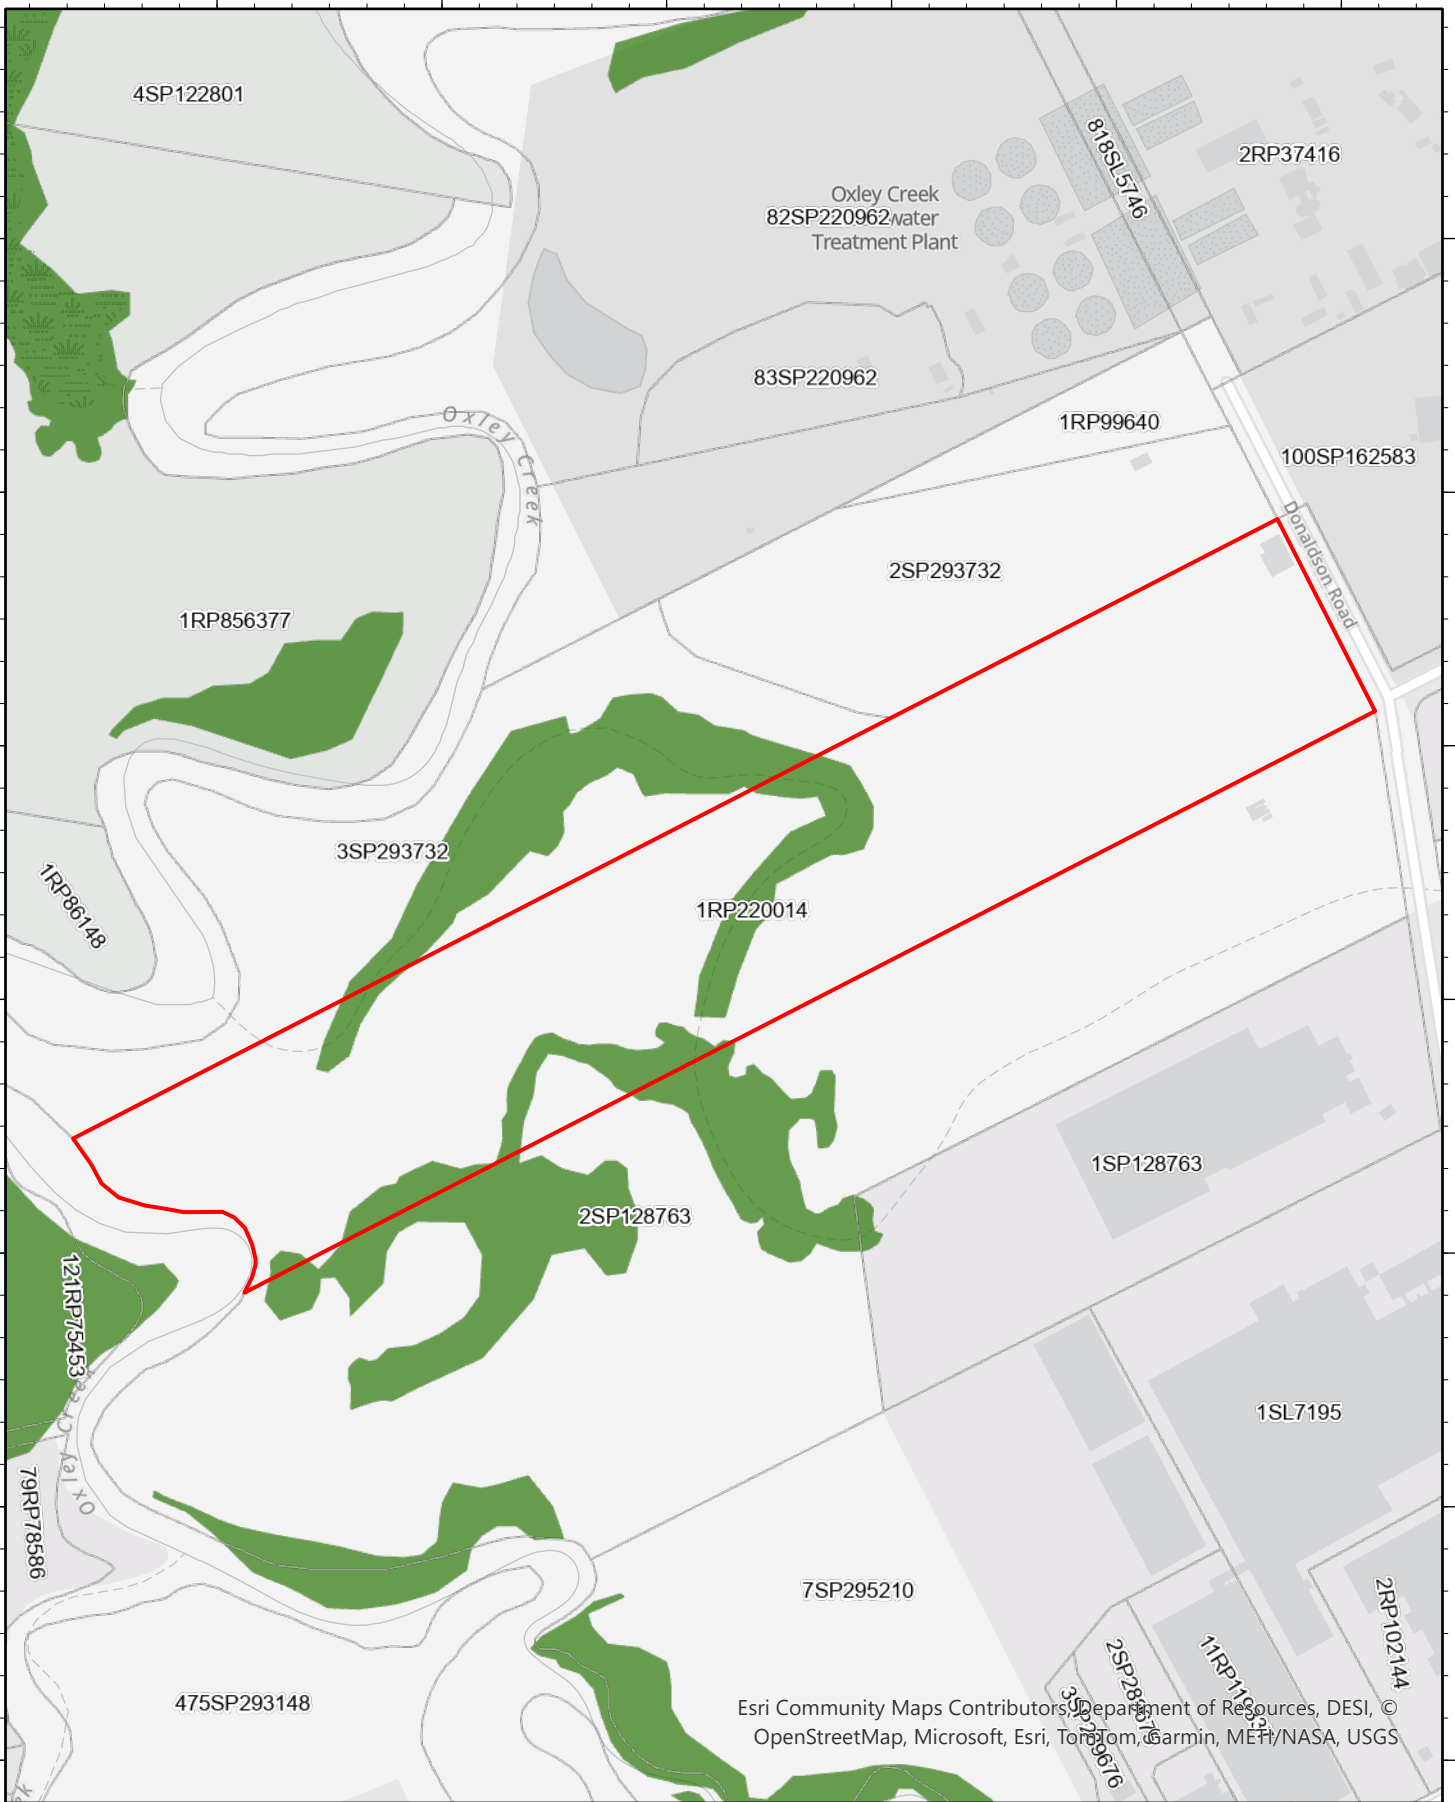 4SP122801
818SL5746
2RP37416
Oxley Creek
82SP220962
water
Treatment Plant
83SP220962
1RP99640
Oxley Creek
100SP162583
Donaldson Road
2SP293732
1RP856377
3SP293732
1RP86148
1RP220014
1SP128763
2SP128763
121RP75453
Oxley Creek
1SL7195
79RP78586
7SP295210
2RP102144
475SP293148
Esri Community Maps Contributors, Department of Resources, DESI, ©
OpenStreetMap, Microsoft, Esri, TomTom, Garmin, METI/NASA, USGS